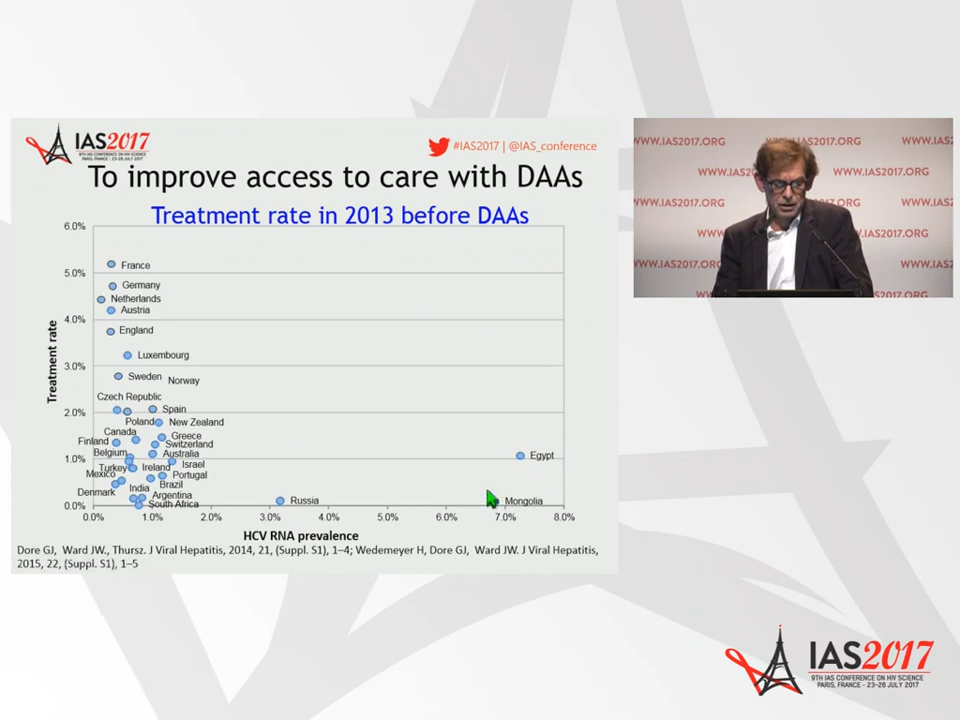 IAS2017
9TH IAS CONFERENCE ON HIV SCIENCE
PARIS, FRANCE - 23-26 JULY 2017
#IAS2017 | @IAS_conference
To improve access to care with DAAs
Treatment rate in 2013 before DAAs
6.0%
5.0%
4.0%
3.0%
2.0%
1.0%
0.0%
Treatment rate
France
Germany
Netherlands
Austria
England
Luxembourg
Sweden
Norway
Czech Republic
Spain
Poland
New Zealand
Canada
Greece
Finland
Switzerland
Belgium
Australia
Israel
Turkey
Ireland
Mexico
Portugal
Brazil
India
Denmark
Argentina
South Africa
Russia
Egypt
Mongolia
0.0% 1.0% 2.0% 3.0% 4.0% 5.0% 6.0% 7.0% 8.0%
HCV RNA prevalence
Dore GJ, Ward JW., Thursz. J Viral Hepatitis, 2014, 21, (Suppl. S1), 1–4; Wedemeyer H, Dore GJ, Ward JW. J Viral Hepatitis,
2015, 22, (Suppl. S1), 1–5
WWW.IAS2017.ORG
WWW.IAS2017.ORG
WWW.IAS2017.ORG
IAS2017
9TH IAS CONFERENCE ON HIV SCIENCE
PARIS, FRANCE - 23-26 JULY 2017